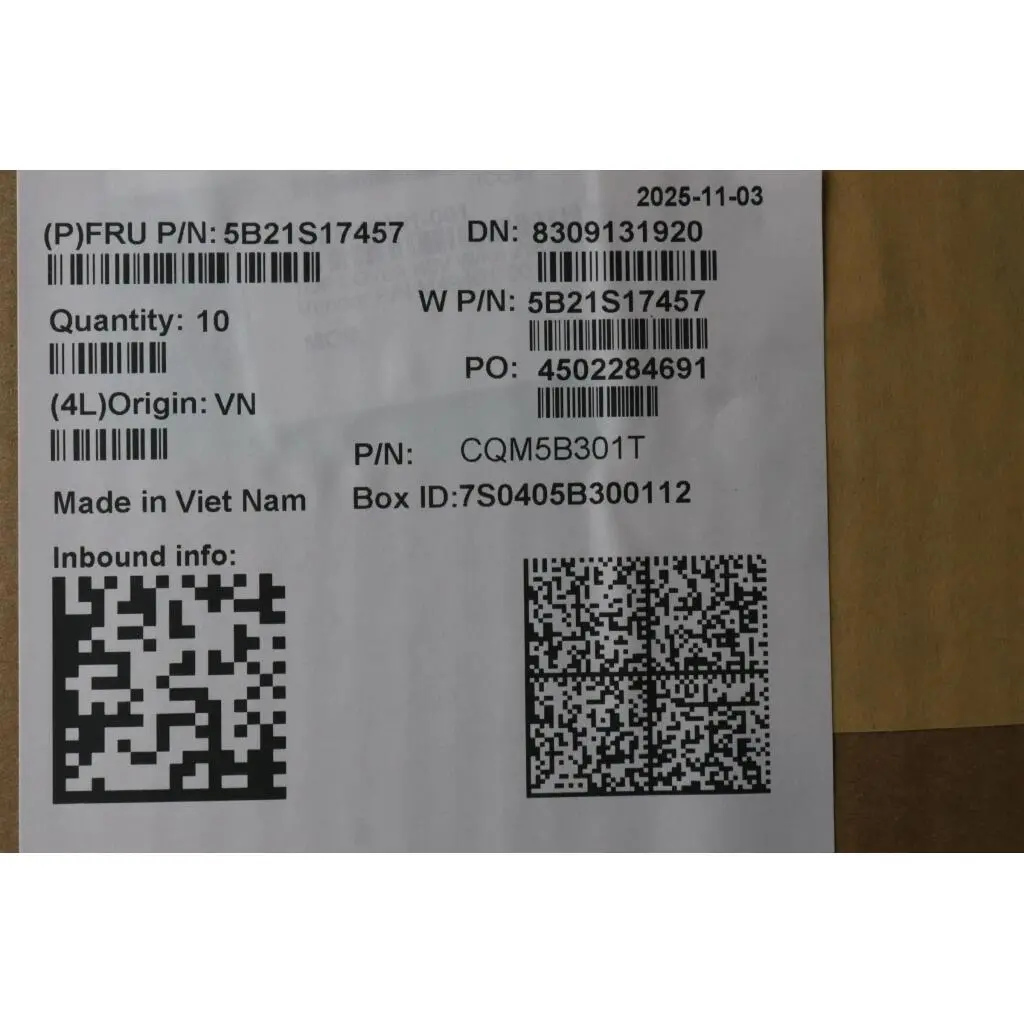 2025-11-03
(P)FRU P/N: 5B21S17457
DN: 8309131920
W P/N: 5B21S17457
Quantity: 10
PO: 4502284691
(4L)Origin: VN
P/N: CQM5B301T
Made in Viet Nam
Box ID:7S0405B300112
Inbound info: